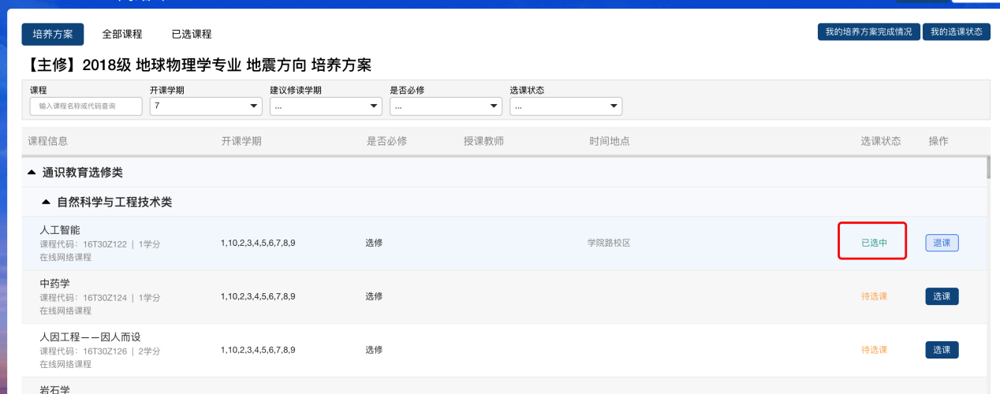 培养方案 全部课程 已选课程 我的培养方案完成情况 我的选课状态
【主修】2018级 地球物理学专业 地震方向 培养方案
课程 开课学期 建议修读学期 是否必修 选课状态
输入课程名称或代码查询 7 ... ... ...
课程信息 开课学期 是否必修 授课教师 时间地点 选课状态 操作
通识教育选修类
自然科学与工程技术类
人工智能
课程代码：16T30Z122 | 1学分
在线网络课程
1,10,2,3,4,5,6,7,8,9 选修 学院路校区 已选中 退课
中药学
课程代码：16T30Z124 | 1学分
在线网络课程
1,10,2,3,4,5,6,7,8,9 选修 待选课 选课
人因工程——因人而设
课程代码：16T30Z126 | 2学分
在线网络课程
1,10,2,3,4,5,6,7,8,9 选修 待选课 选课
岩石学